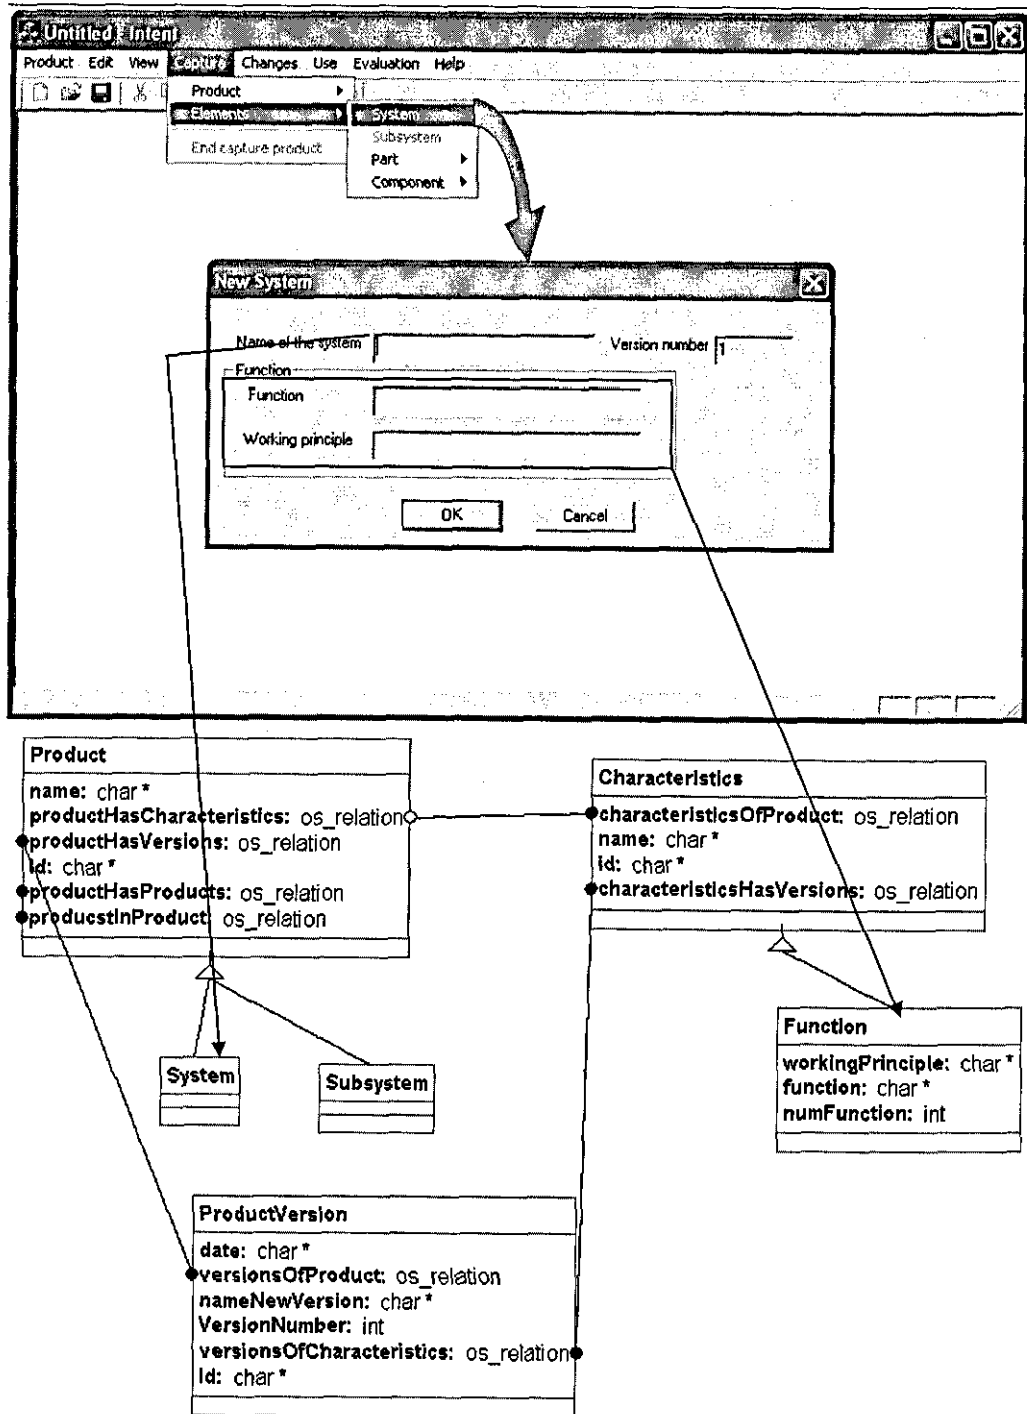 Untitled - Intent
Product Edit View Capture Changes Use Evaluation Help
Product
Elements
System
End capture product
Subsystem
Part
Component
New System
Name of the system
Version number 1
Function
Function
Working principle
OK Cancel
Product
name: char*
productHasCharacteristics: os_relation
productHasVersions: os_relation
id: char*
productHasProducts: os_relation
producstInProduct: os_relation
Characteristics
characteristicsOfProduct: os_relation
name: char*
id: char*
characteristicsHasVersions: os_relation
System
Subsystem
Function
workingPrinciple: char*
function: char*
numFunction: int
ProductVersion
date: char*
versionsOfProduct: os_relation
nameNewVersion: char*
VersionNumber: int
versionsOfCharacteristics: os_relation
id: char*